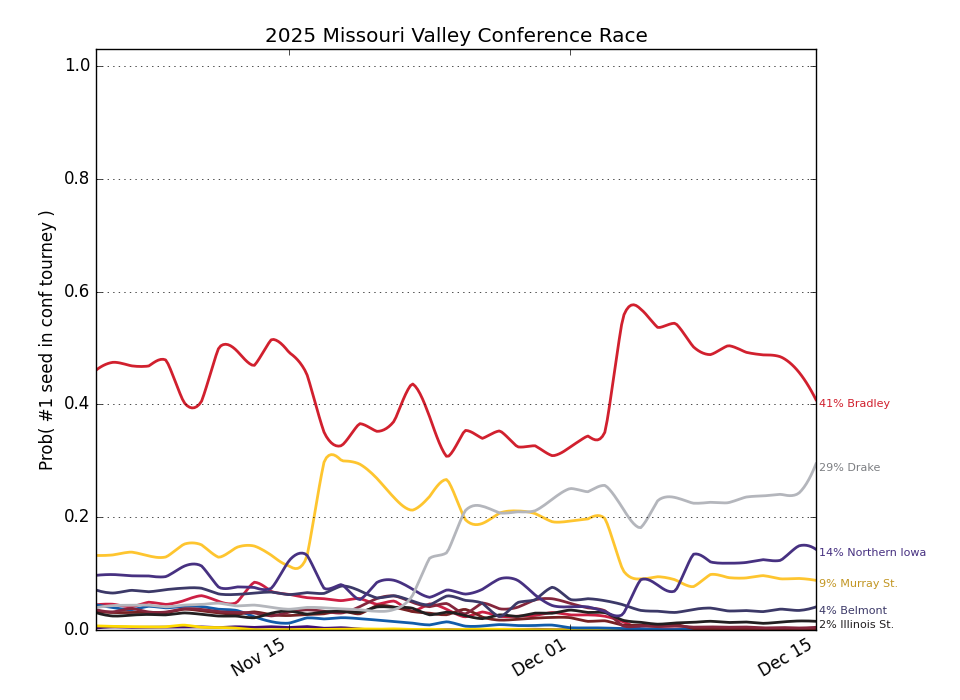 2025 Missouri Valley Conference Race
Prob( #1 seed in conf tourney )
1.0
0.8
0.6
0.4
0.2
0.0
41% Bradley
29% Drake
14% Northern Iowa
9% Murray St.
4% Belmont
2% Illinois St.
Nov 15
Dec 01
Dec 15